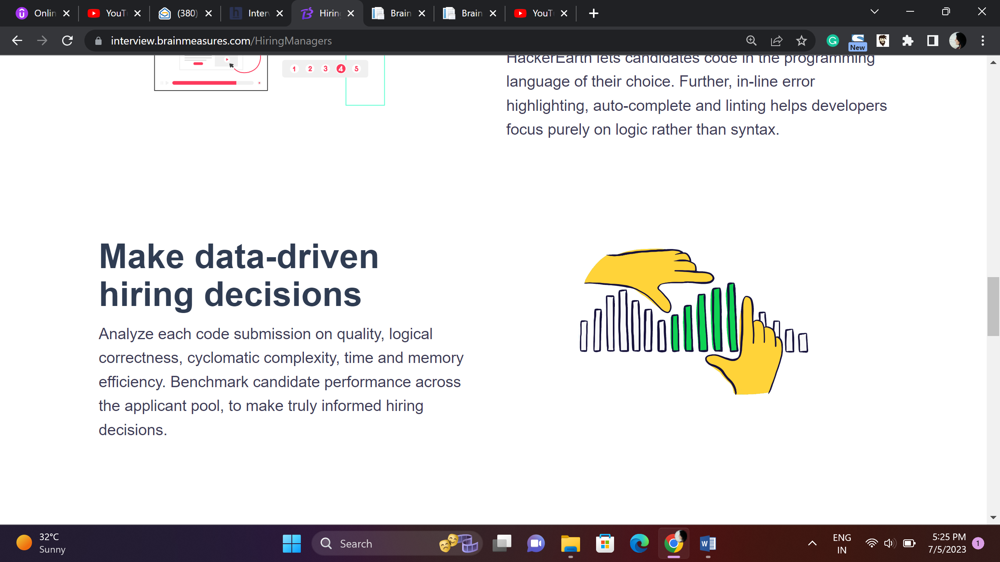 Onlin
YouT
(380)
Inter
Hirin
Brain
Brain
YouT
interview.brainmeasures.com/HiringManagers
New
1 2 3 4 5
HackerEarth lets candidates code in the programming
language of their choice. Further, in-line error
highlighting, auto-complete and linting helps developers
focus purely on logic rather than syntax.
Make data-driven
hiring decisions
Analyze each code submission on quality, logical
correctness, cyclomatic complexity, time and memory
efficiency. Benchmark candidate performance across
the applicant pool, to make truly informed hiring
decisions.
32°C
Sunny
Search
ENG
IN
5:25 PM
7/5/2023
1